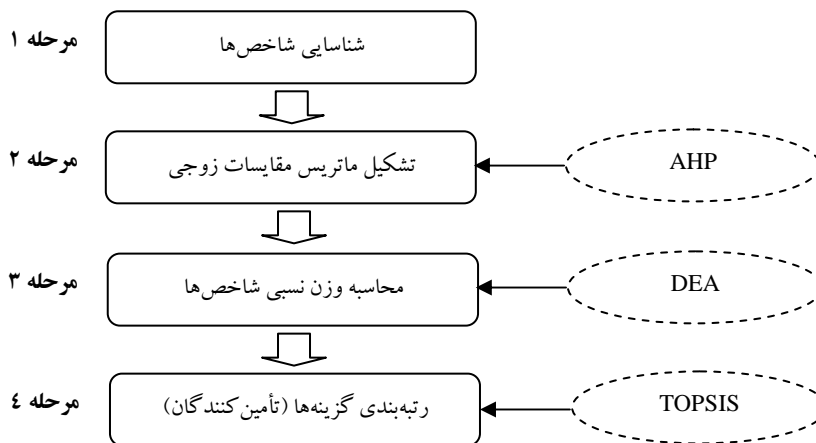 مرحله ۱
شناسایی شاخص‌ها
مرحله ۲
تشکیل ماتریس مقایسات زوجی
AHP
مرحله ۳
محاسبه وزن نسبی شاخص‌ها
DEA
مرحله ٤
رتبه‌بندی گزینه‌ها (تأمین‌کنندگان)
TOPSIS